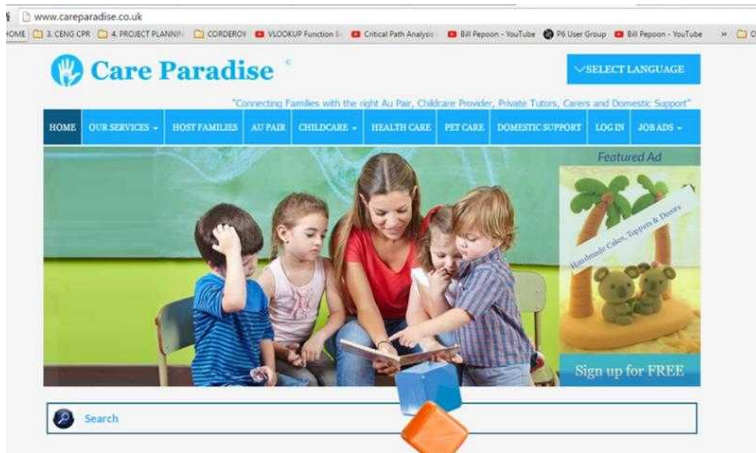 www.careparadise.co.uk
HOME 3. CENG CPR 4. PROJECT PLANNIN CORDEROY VLOOKUP Function Critical Path Analysis Bill Pepoon - YouTube P6 User Group Bill Pepoon - YouTube »
Care Paradise ©
SELECT LANGUAGE
"Connecting Families with the right Au Pair, Childcare Provider, Private Tutors, Carers and Domestic Support"
HOME OUR SERVICES HOST FAMILIES AU PAIR CHILDCARE HEALTH CARE PET CARE DOMESTIC SUPPORT LOG IN JOB ADS
Featured Ad
Handmade Cakes, Toppers & Decors
Sign up for FREE
Search